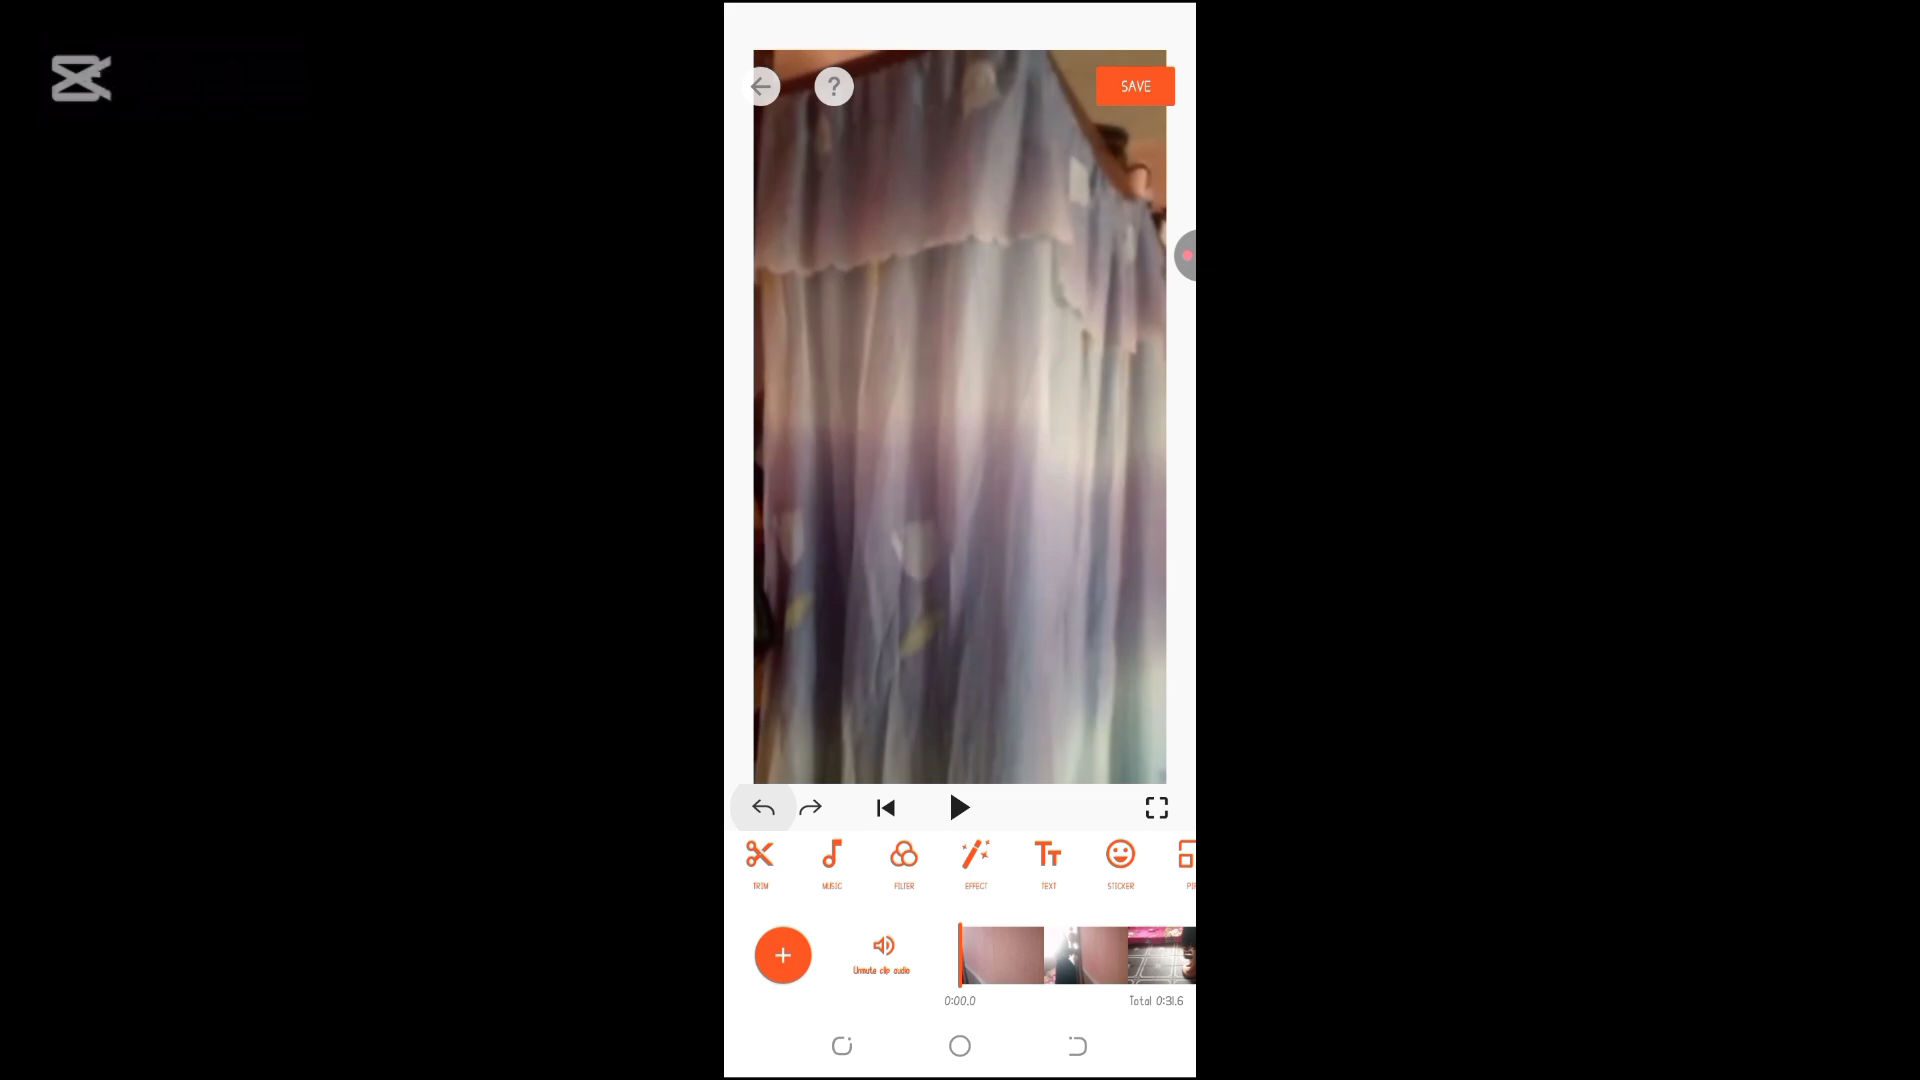 ?
SAVE
TRIM
MUSIC
FILTER
EFFECT
TEXT
STICKER
Unmute clip audio
0:00.0
Total 0:31.6